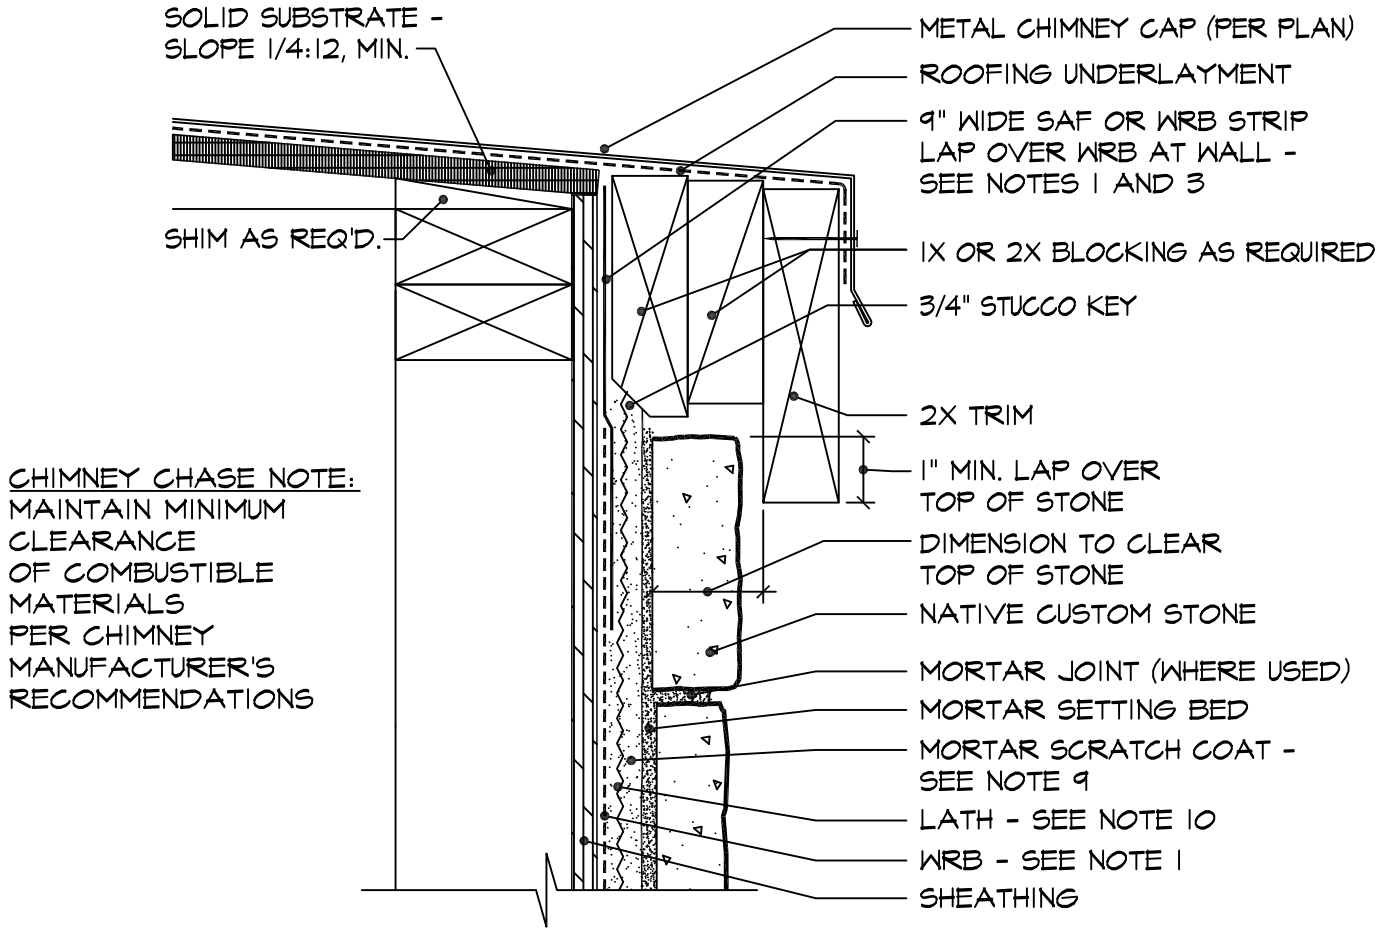 SOLID SUBSTRATE -
SLOPE 1/4:12, MIN.
SHIM AS REQ'D.
CHIMNEY CHASE NOTE:
MAINTAIN MINIMUM
CLEARANCE
OF COMBUSTIBLE
MATERIALS
PER CHIMNEY
MANUFACTURER'S
RECOMMENDATIONS
METAL CHIMNEY CAP (PER PLAN)
ROOFING UNDERLAYMENT
9" WIDE SAF OR WRB STRIP
LAP OVER WRB AT WALL -
SEE NOTES 1 AND 3
1X OR 2X BLOCKING AS REQUIRED
3/4" STUCCO KEY
2X TRIM
1" MIN. LAP OVER
TOP OF STONE
DIMENSION TO CLEAR
TOP OF STONE
NATIVE CUSTOM STONE
MORTAR JOINT (WHERE USED)
MORTAR SETTING BED
MORTAR SCRATCH COAT -
SEE NOTE 9
LATH - SEE NOTE 10
WRB - SEE NOTE 1
SHEATHING